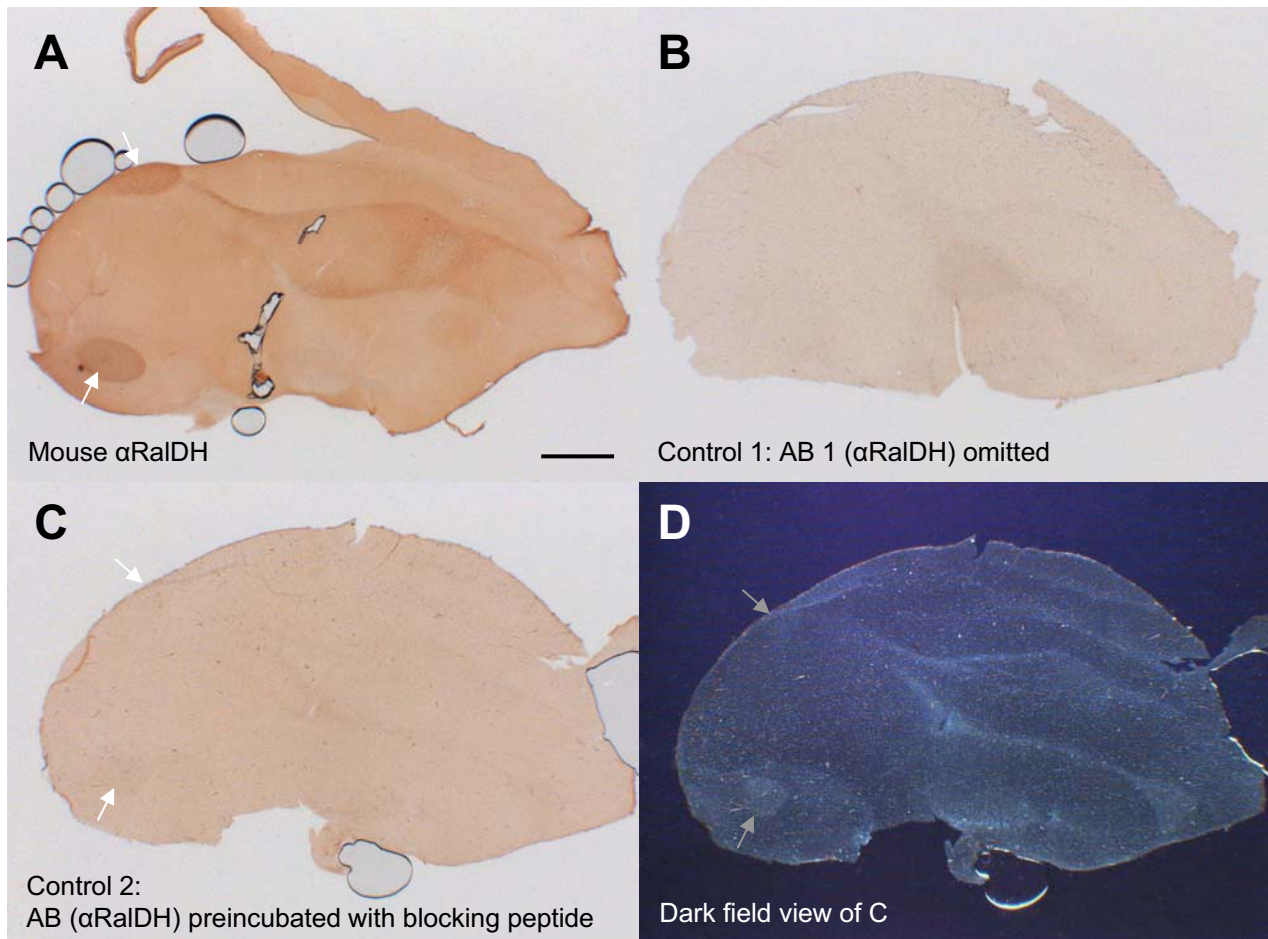 A
B
Mouse αRalDH
Control 1: AB 1 (αRalDH) omitted
C
D
Control 2:
AB (αRalDH) preincubated with blocking peptide
Dark field view of C